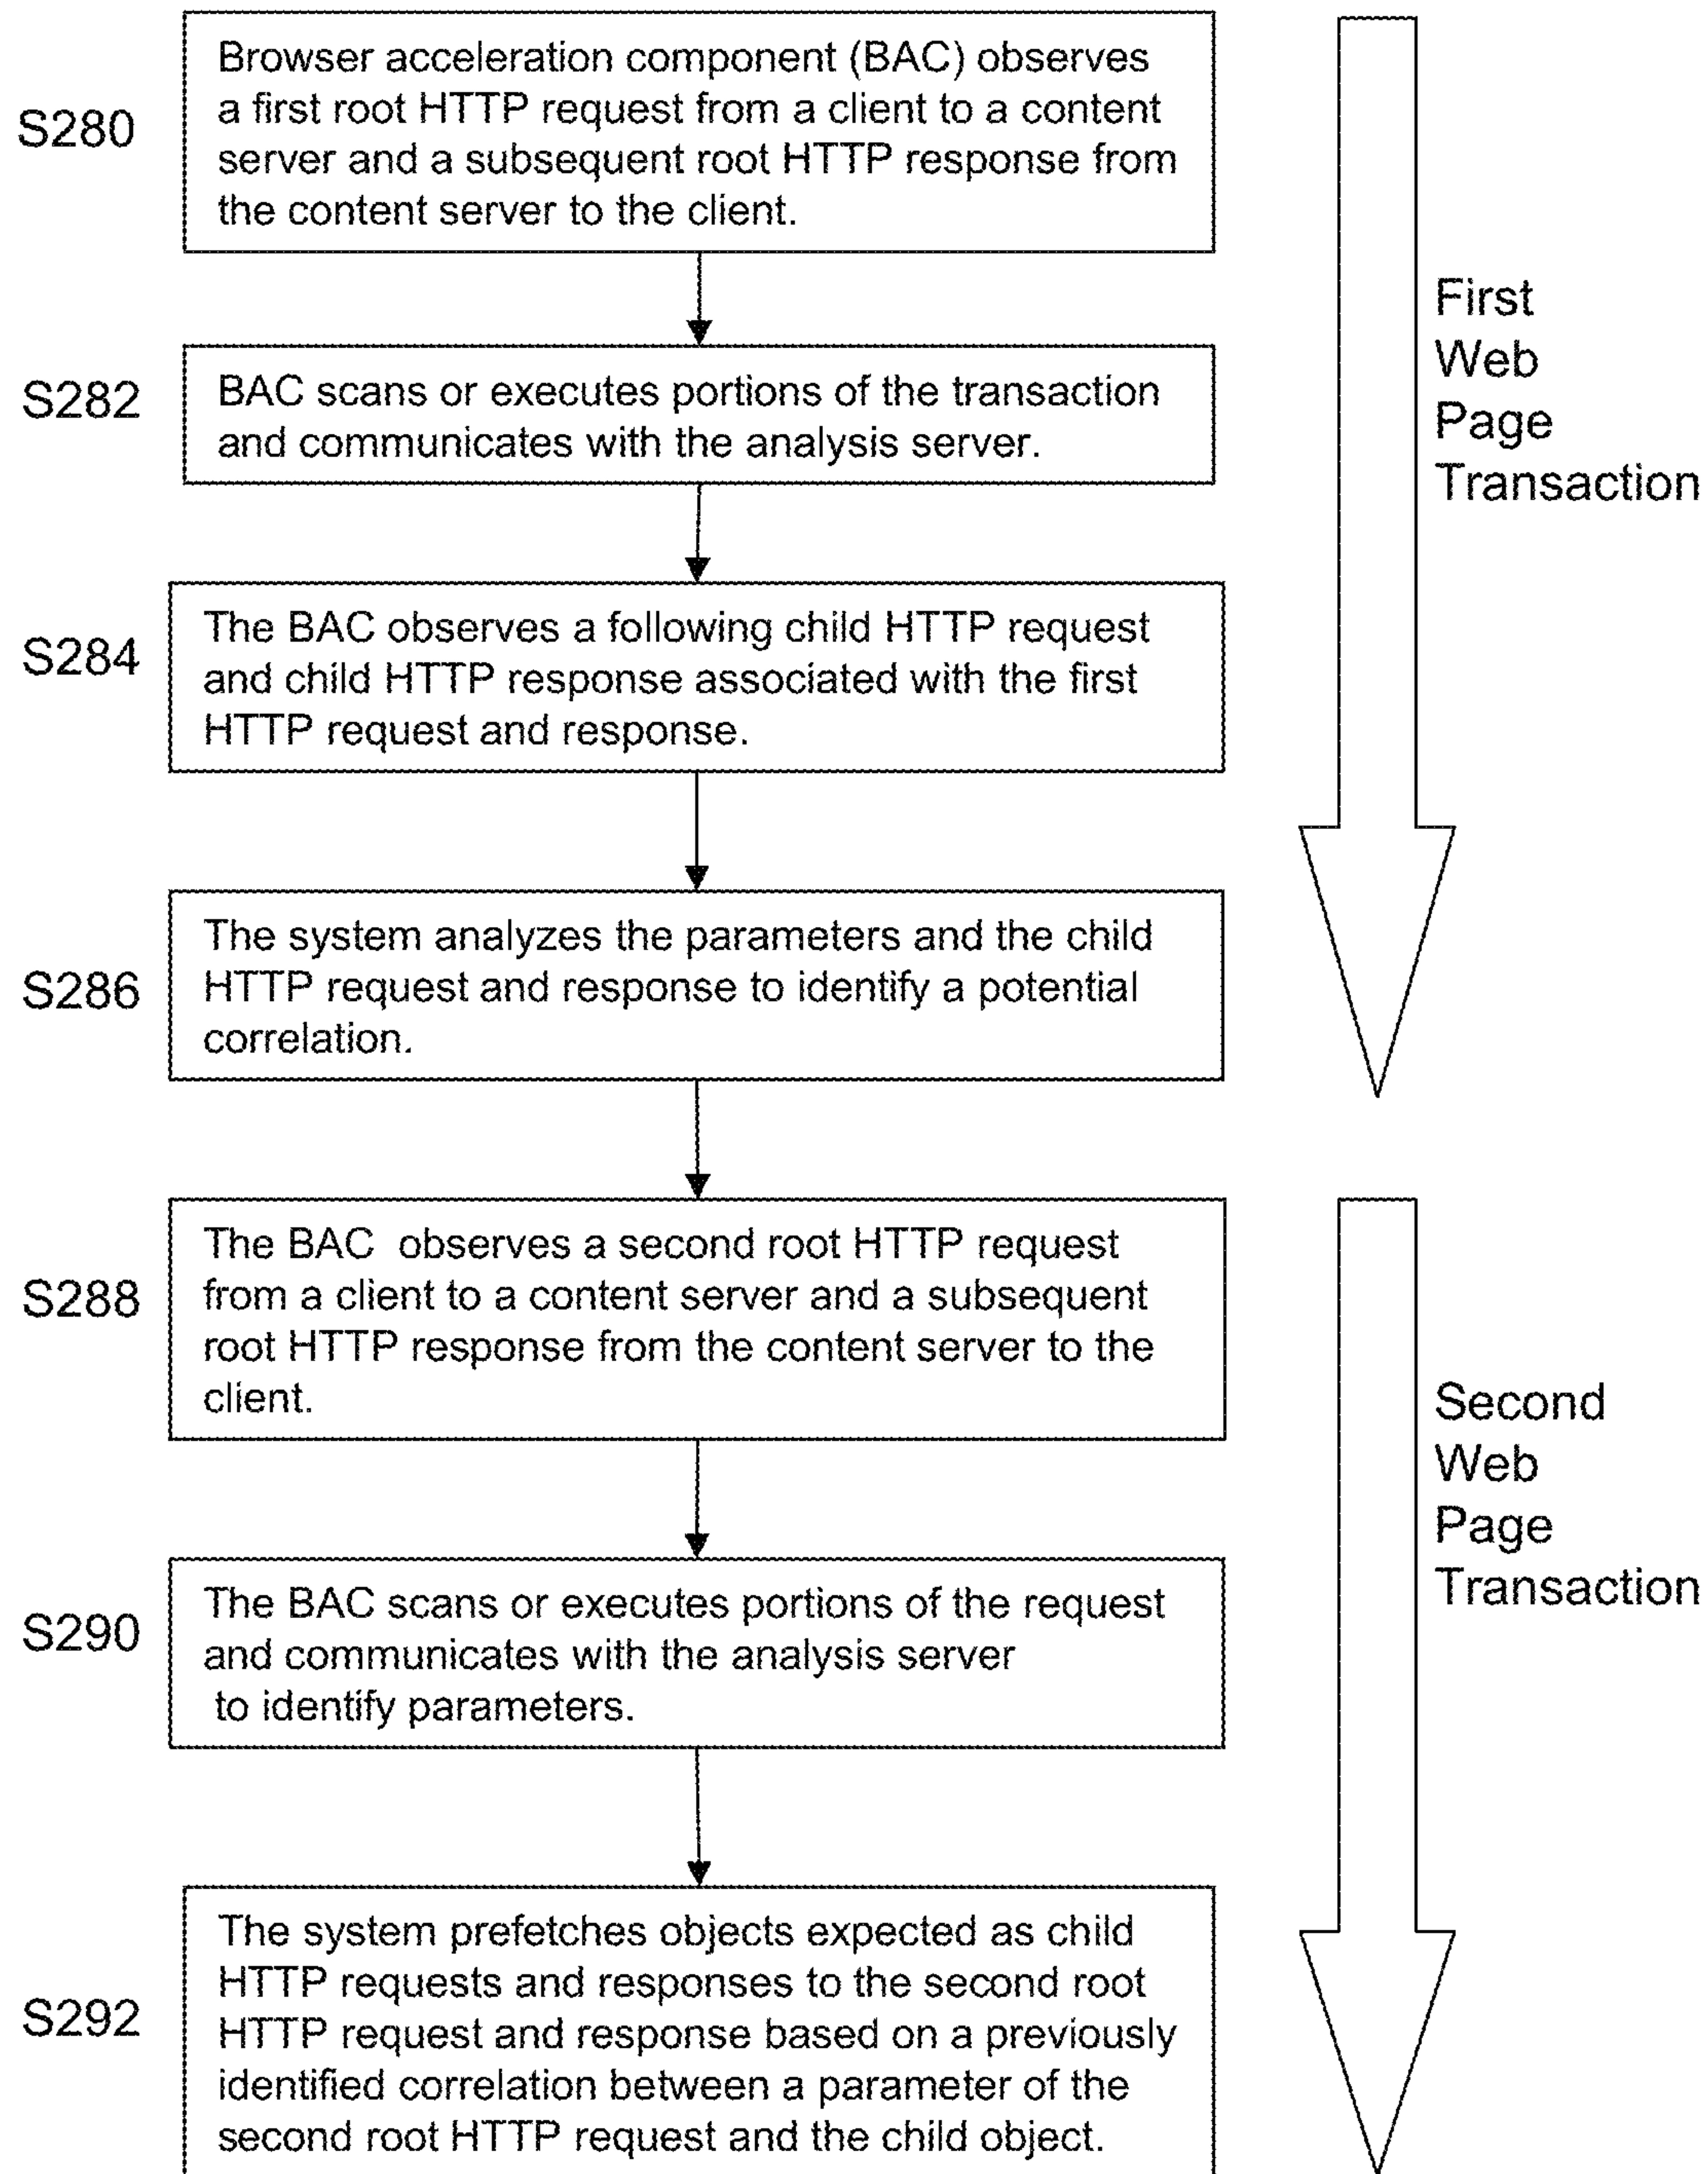 S280
Browser acceleration component (BAC) observes
a first root HTTP request from a client to a content
server and a subsequent root HTTP response from
the content server to the client.
S282
BAC scans or executes portions of the transaction
and communicates with the analysis server.
S284
The BAC observes a following child HTTP request
and child HTTP response associated with the first
HTTP request and response.
S286
The system analyzes the parameters and the child
HTTP request and response to identify a potential
correlation.
First
Web
Page
Transaction
S288
The BAC observes a second root HTTP request
from a client to a content server and a subsequent
root HTTP response from the content server to the
client.
S290
The BAC scans or executes portions of the request
and communicates with the analysis server
to identify parameters.
S292
The system prefetches objects expected as child
HTTP requests and responses to the second root
HTTP request and response based on a previously
identified correlation between a parameter of the
second root HTTP request and the child object.
Second
Web
Page
Transaction